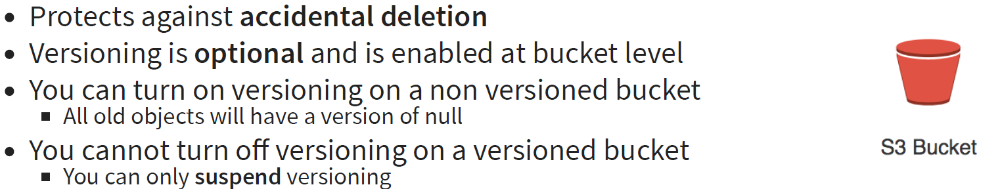 • Protects against accidental deletion
• Versioning is optional and is enabled at bucket level
• You can turn on versioning on a non versioned bucket
▪ All old objects will have a version of null
• You cannot turn off versioning on a versioned bucket
▪ You can only suspend versioning
S3 Bucket